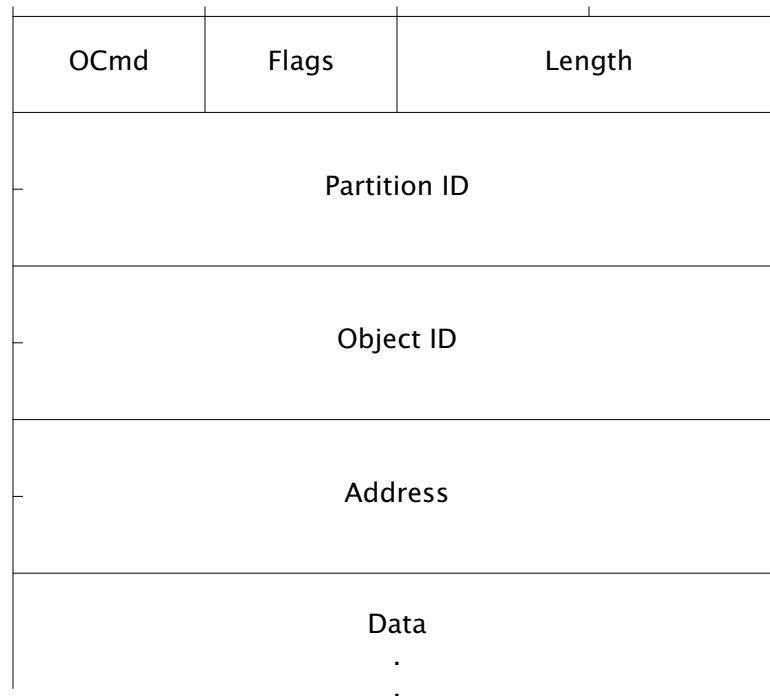 OCmd Flags Length
Partition ID
Object ID
Address
Data
.
.